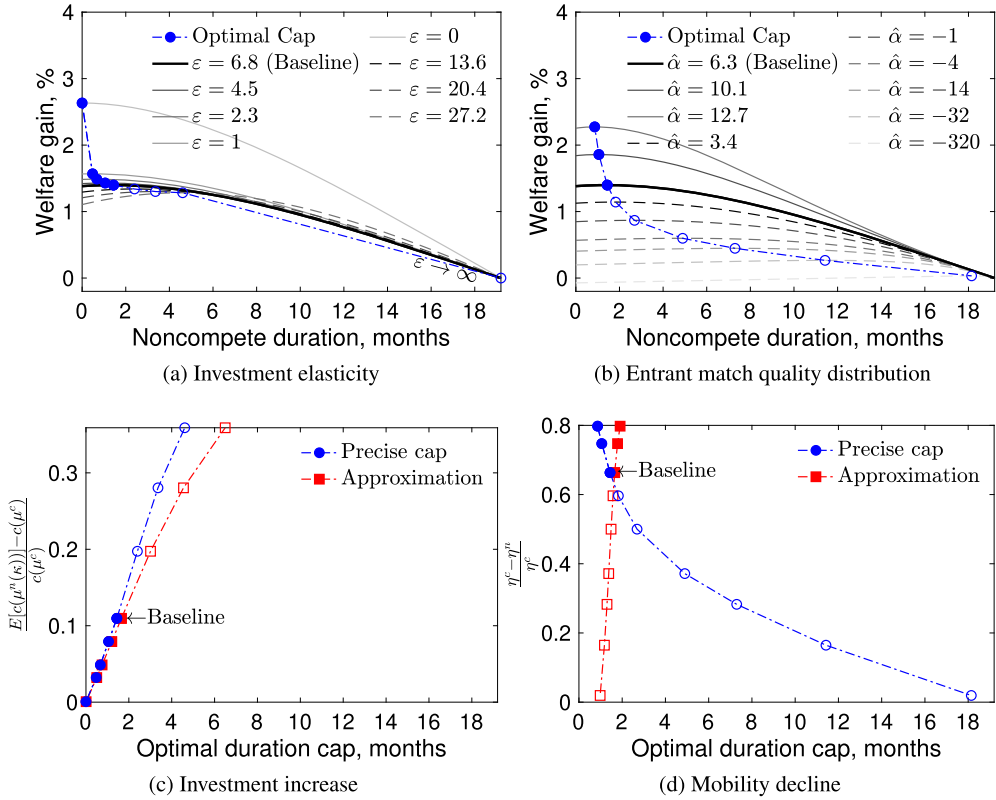 4
3
2
1
0
Welfare gain, %
Optimal Cap
ε = 6.8 (Baseline)
ε = 4.5
ε = 2.3
ε = 1
ε = 0
ε = 13.6
ε = 20.4
ε = 27.2
ε → ∞
0 2 4 6 8 10 12 14 16 18
Noncompete duration, months
(a) Investment elasticity
4
3
2
1
0
Welfare gain, %
Optimal Cap
α̂ = 6.3 (Baseline)
α̂ = 10.1
α̂ = 12.7
α̂ = 3.4
α̂ = −1
α̂ = −4
α̂ = −14
α̂ = −32
α̂ = −320
0 2 4 6 8 10 12 14 16 18
Noncompete duration, months
(b) Entrant match quality distribution
0.3
0.2
0.1
0
E[c(μⁿ(κ))]−c(μᶜ)
c(μᶜ)
Precise cap
Approximation
Baseline
0 2 4 6 8 10 12 14 16 18
Optimal duration cap, months
(c) Investment increase
0.8
0.6
0.4
0.2
0
ηᶜ−ηⁿ
ηᶜ
Precise cap
Approximation
Baseline
0 2 4 6 8 10 12 14 16 18
Optimal duration cap, months
(d) Mobility decline